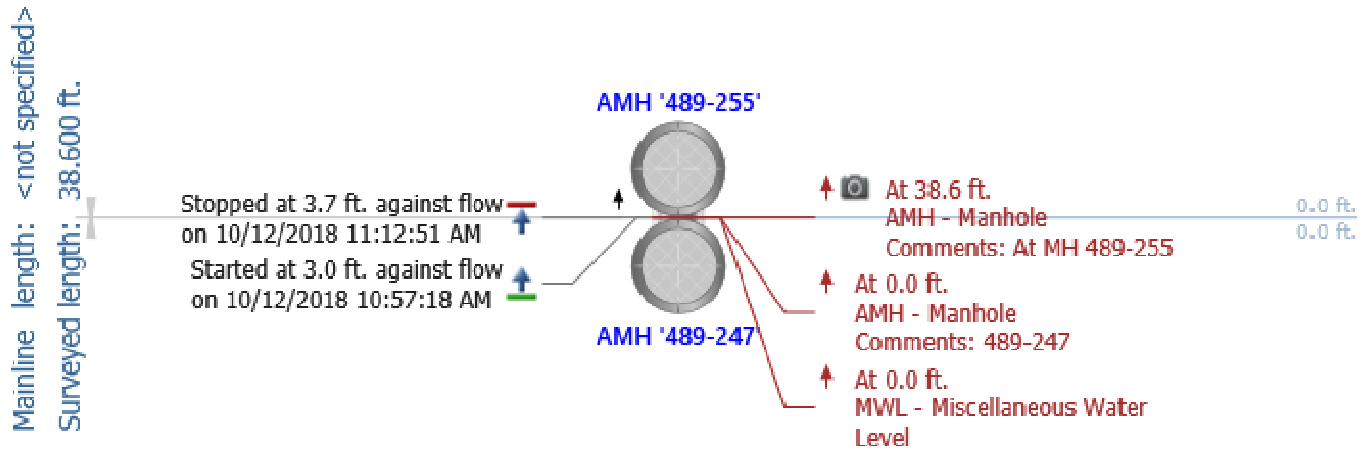 Mainline length: <not specified>
Surveyed length: 38.600 ft.
AMH '489-255'
Stopped at 3.7 ft. against flow
on 10/12/2018 11:12:51 AM
Started at 3.0 ft. against flow
on 10/12/2018 10:57:18 AM
AMH '489-247'
At 38.6 ft.
AMH - Manhole
Comments: At MH 489-255
At 0.0 ft.
AMH - Manhole
Comments: 489-247
At 0.0 ft.
MWL - Miscellaneous Water
Level
0.0 ft.
0.0 ft.